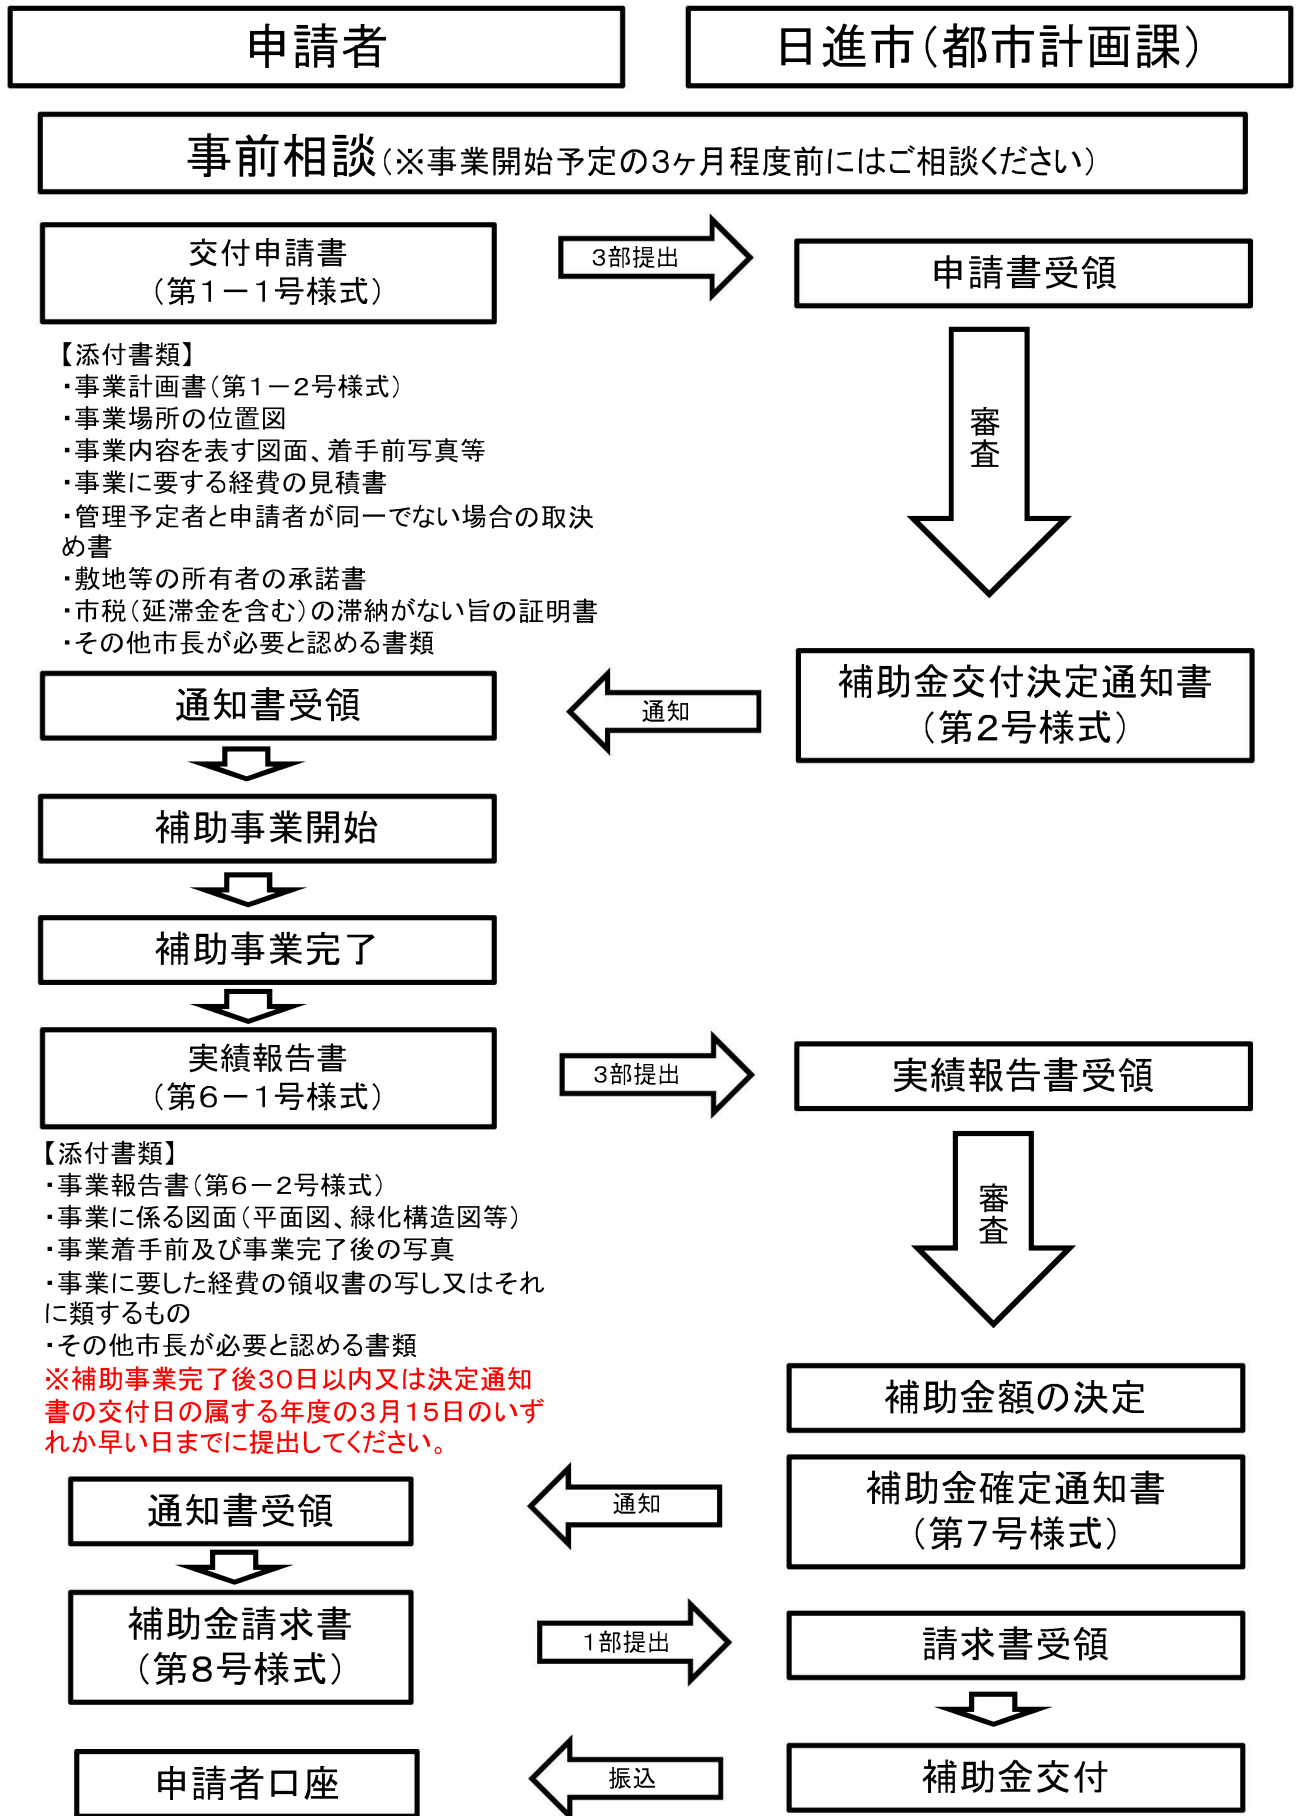 申請者
日進市（都市計画課）
事前相談（※事業開始予定の3ヶ月程度前にはご相談ください）
交付申請書
（第1－1号様式）
3部提出
申請書受領
【添付書類】
・事業計画書（第1－2号様式）
・事業場所の位置図
・事業内容を表す図面、着手前写真等
・事業に要する経費の見積書
・管理予定者と申請者が同一でない場合の取決
め書
・敷地等の所有者の承諾書
・市税（延滞金を含む）の滞納がない旨の証明書
・その他市長が必要と認める書類
審査
補助金交付決定通知書
（第2号様式）
通知
通知書受領
補助事業開始
補助事業完了
実績報告書
（第6－1号様式）
3部提出
実績報告書受領
【添付書類】
・事業報告書（第6－2号様式）
・事業に係る図面（平面図、緑化構造図等）
・事業着手前及び事業完了後の写真
・事業に要した経費の領収書の写し又はそれ
に類するもの
・その他市長が必要と認める書類
※補助事業完了後30日以内又は決定通知
書の交付日の属する年度の3月15日のいず
れか早い日までに提出してください。
審査
補助金額の決定
補助金確定通知書
（第7号様式）
通知
通知書受領
補助金請求書
（第8号様式）
1部提出
請求書受領
補助金交付
振込
申請者口座